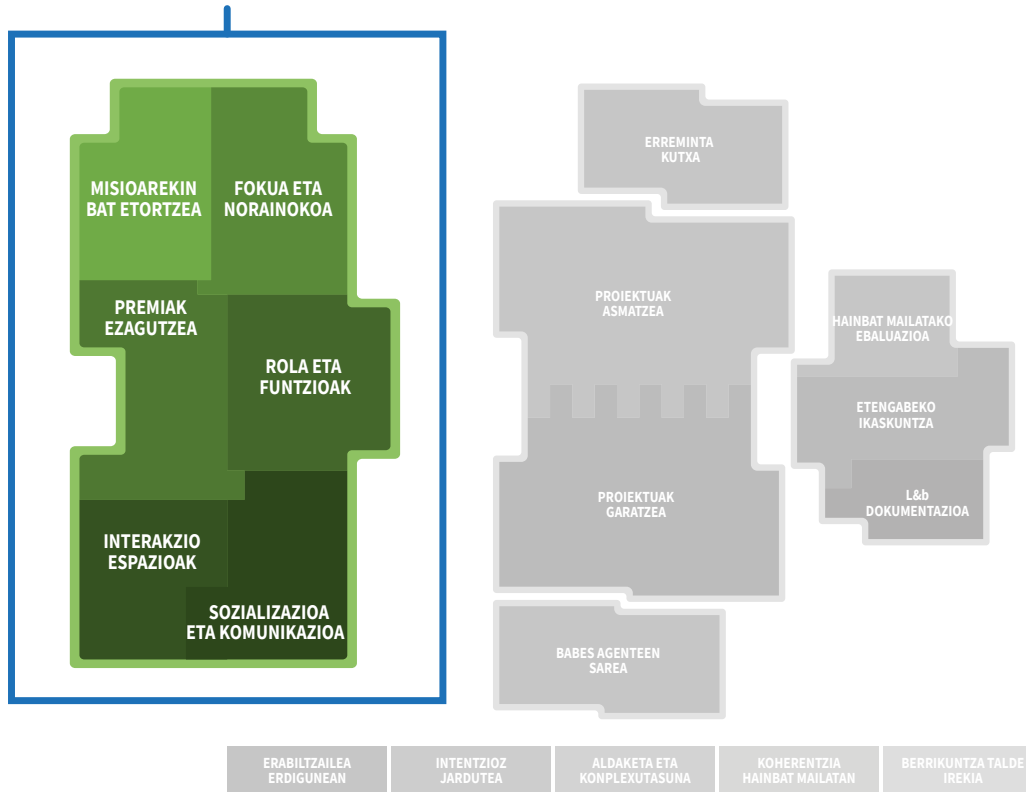 MISIOAREKIN
BAT ETORTZEA
FOKUA ETA
NORAINOKOA
PREMIAK
EZAGUTZEA
ROLA ETA
FUNTZIOAK
INTERAKZIO
ESPAZIOAK
SOZIALIZAZIOA
ETA KOMUNIKAZIOA
ERREMINTA
KUTXA
PROIEKTUAK
ASMATZEA
PROIEKTUAK
GARATZEA
BABES AGENTEEN
SAREA
HAINBAT MAILATAKO
EBALUAZIOA
ETENGABEKO
IKASKUNTZA
L&b
DOKUMENTAZIOA
ERABILTZAILEA
ERDIGUNEAN
INTENTZIOZ
JARDUTEA
ALDAKETA ETA
KONPLEXUTASUNA
KOHERENTZIA
HAINBAT MAILATAN
BERRIKUNTZA TALDE
IREKIA